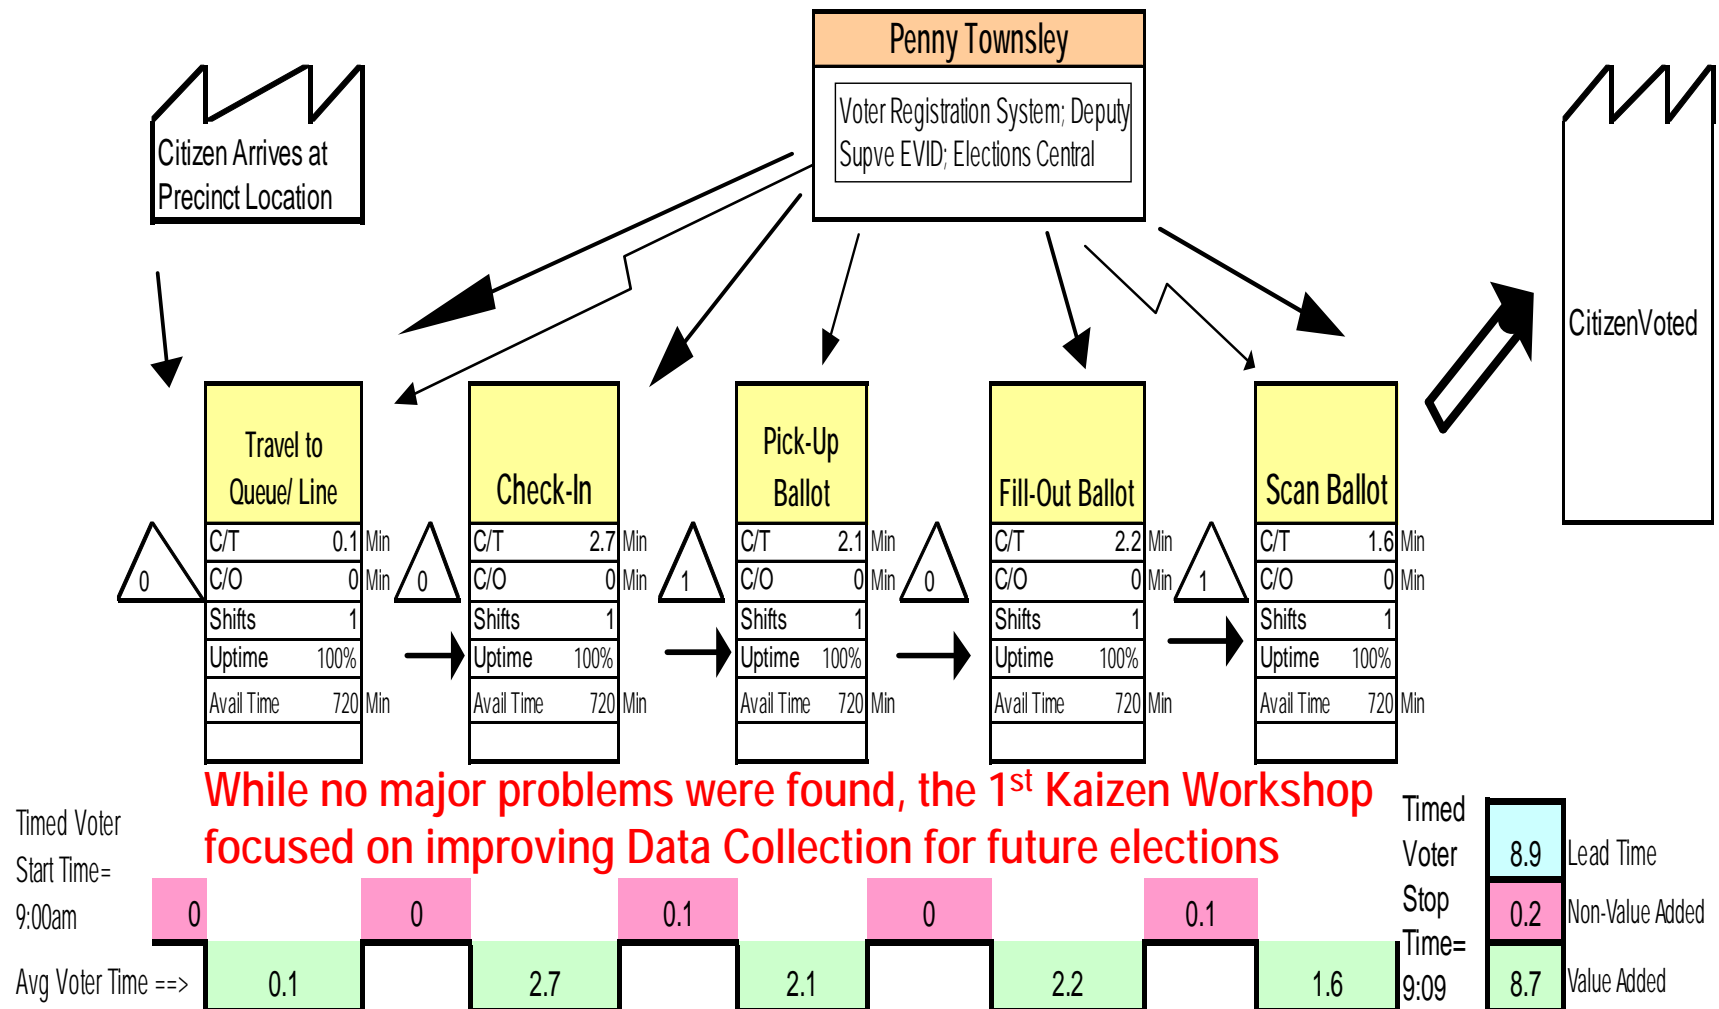 Penny Townsley
Voter Registration System; Deputy
Supve EVID; Elections Central
Citizen Arrives at
Precinct Location
CitizenVoted
Travel to
Queue/ Line
Check-In
Pick-Up
Ballot
Fill-Out Ballot
Scan Ballot
0
C/T 0.1 Min
C/O 0 Min
Shifts 1
Uptime 100%
Avail Time 720 Min
0
C/T 2.7 Min
C/O 0 Min
Shifts 1
Uptime 100%
Avail Time 720 Min
1
C/T 2.1 Min
C/O 0 Min
Shifts 1
Uptime 100%
Avail Time 720 Min
0
C/T 2.2 Min
C/O 0 Min
Shifts 1
Uptime 100%
Avail Time 720 Min
1
C/T 1.6 Min
C/O 0 Min
Shifts 1
Uptime 100%
Avail Time 720 Min
While no major problems were found, the 1st Kaizen Workshop
focused on improving Data Collection for future elections
Timed Voter
Start Time=
9:00am
0 0 0.1 0 0.1
Avg Voter Time ==> 0.1 2.7 2.1 2.2 1.6
Timed
Voter
Stop
Time=
9:09
8.9 Lead Time
0.2 Non-Value Added
8.7 Value Added